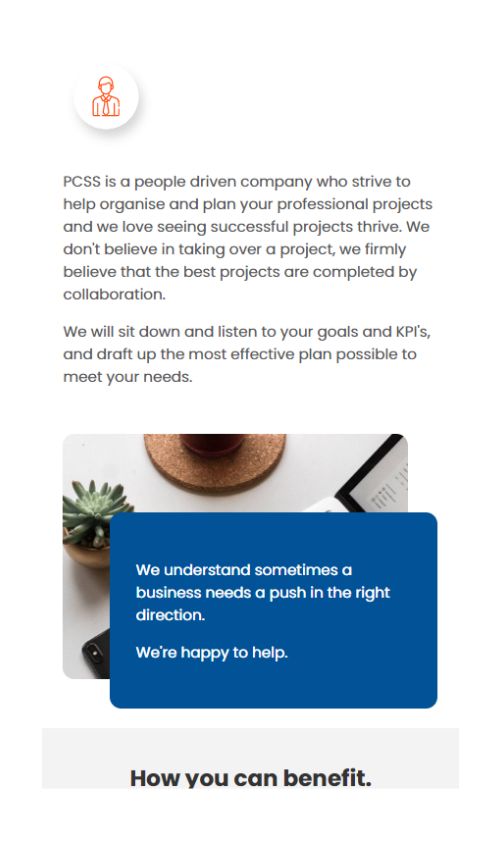 PCSS is a people driven company who strive to
help organise and plan your professional projects
and we love seeing successful projects thrive. We
don't believe in taking over a project, we firmly
believe that the best projects are completed by
collaboration.
We will sit down and listen to your goals and KPI's,
and draft up the most effective plan possible to
meet your needs.
We understand sometimes a
business needs a push in the right
direction.
We're happy to help.
How you can benefit.